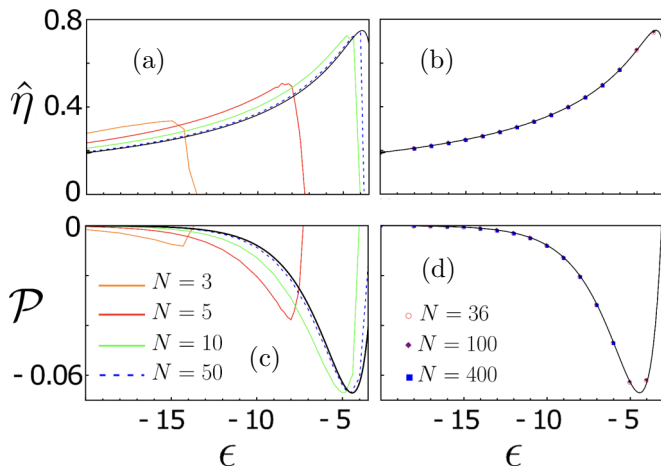 0.8
(a)
(b)
η̂
0.4
0
0
N = 3
N = 5
N = 10
N = 50
(c)
(d)
N = 36
N = 100
N = 400
𝒫
-0.06
-15
-10
-5
-15
-10
-5
ϵ
ϵ